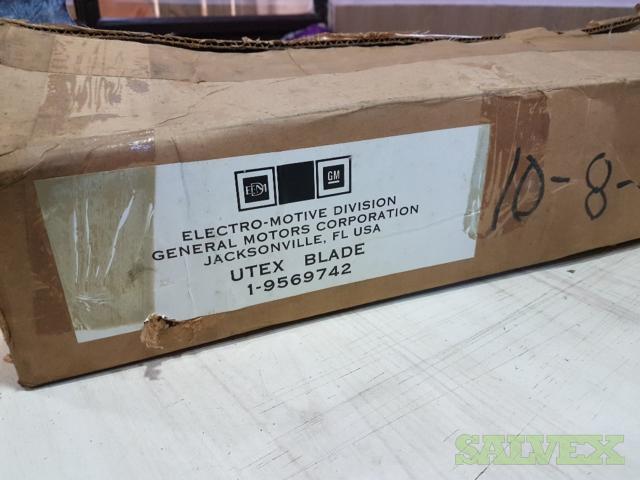 EMD
GM
ELECTRO-MOTIVE DIVISION
GENERAL MOTORS CORPORATION
JACKSONVILLE, FL USA
UTEX BLADE
1-9569742
10-8-
SALVEX